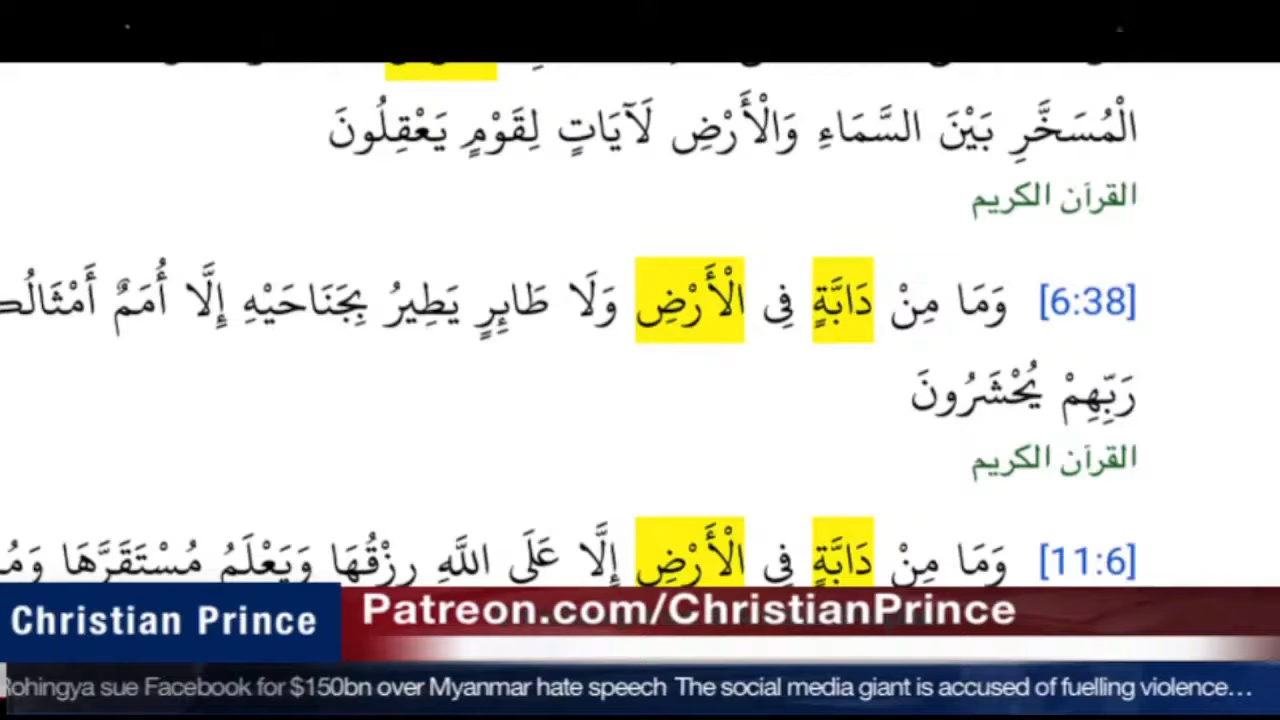 الْمُسَخَّرِ بَيْنَ السَّمَاءِ وَالْأَرْضِ لَآيَاتٍ لِقَوْمٍ يَعْقِلُونَ
القرآن الكريم
[6:38] وَمَا مِنْ دَابَّةٍ فِي الْأَرْضِ وَلَا طَائِرٍ يَطِيرُ بِجَنَاحَيْهِ إِلَّا أُمَمٌ
رَبِّهِمْ يُحْشَرُونَ
القرآن الكريم
[11:6] وَمَا مِنْ دَابَّةٍ فِي الْأَرْضِ إِلَّا عَلَى اللَّهِ رِزْقُهَا وَيَعْلَمُ مُسْتَقَرَّهَا
Christian Prince
Patreon.com/ChristianPrince
Rohingya sue Facebook for $150bn over Myanmar hate speech The social media giant is accused of fuelling violence…